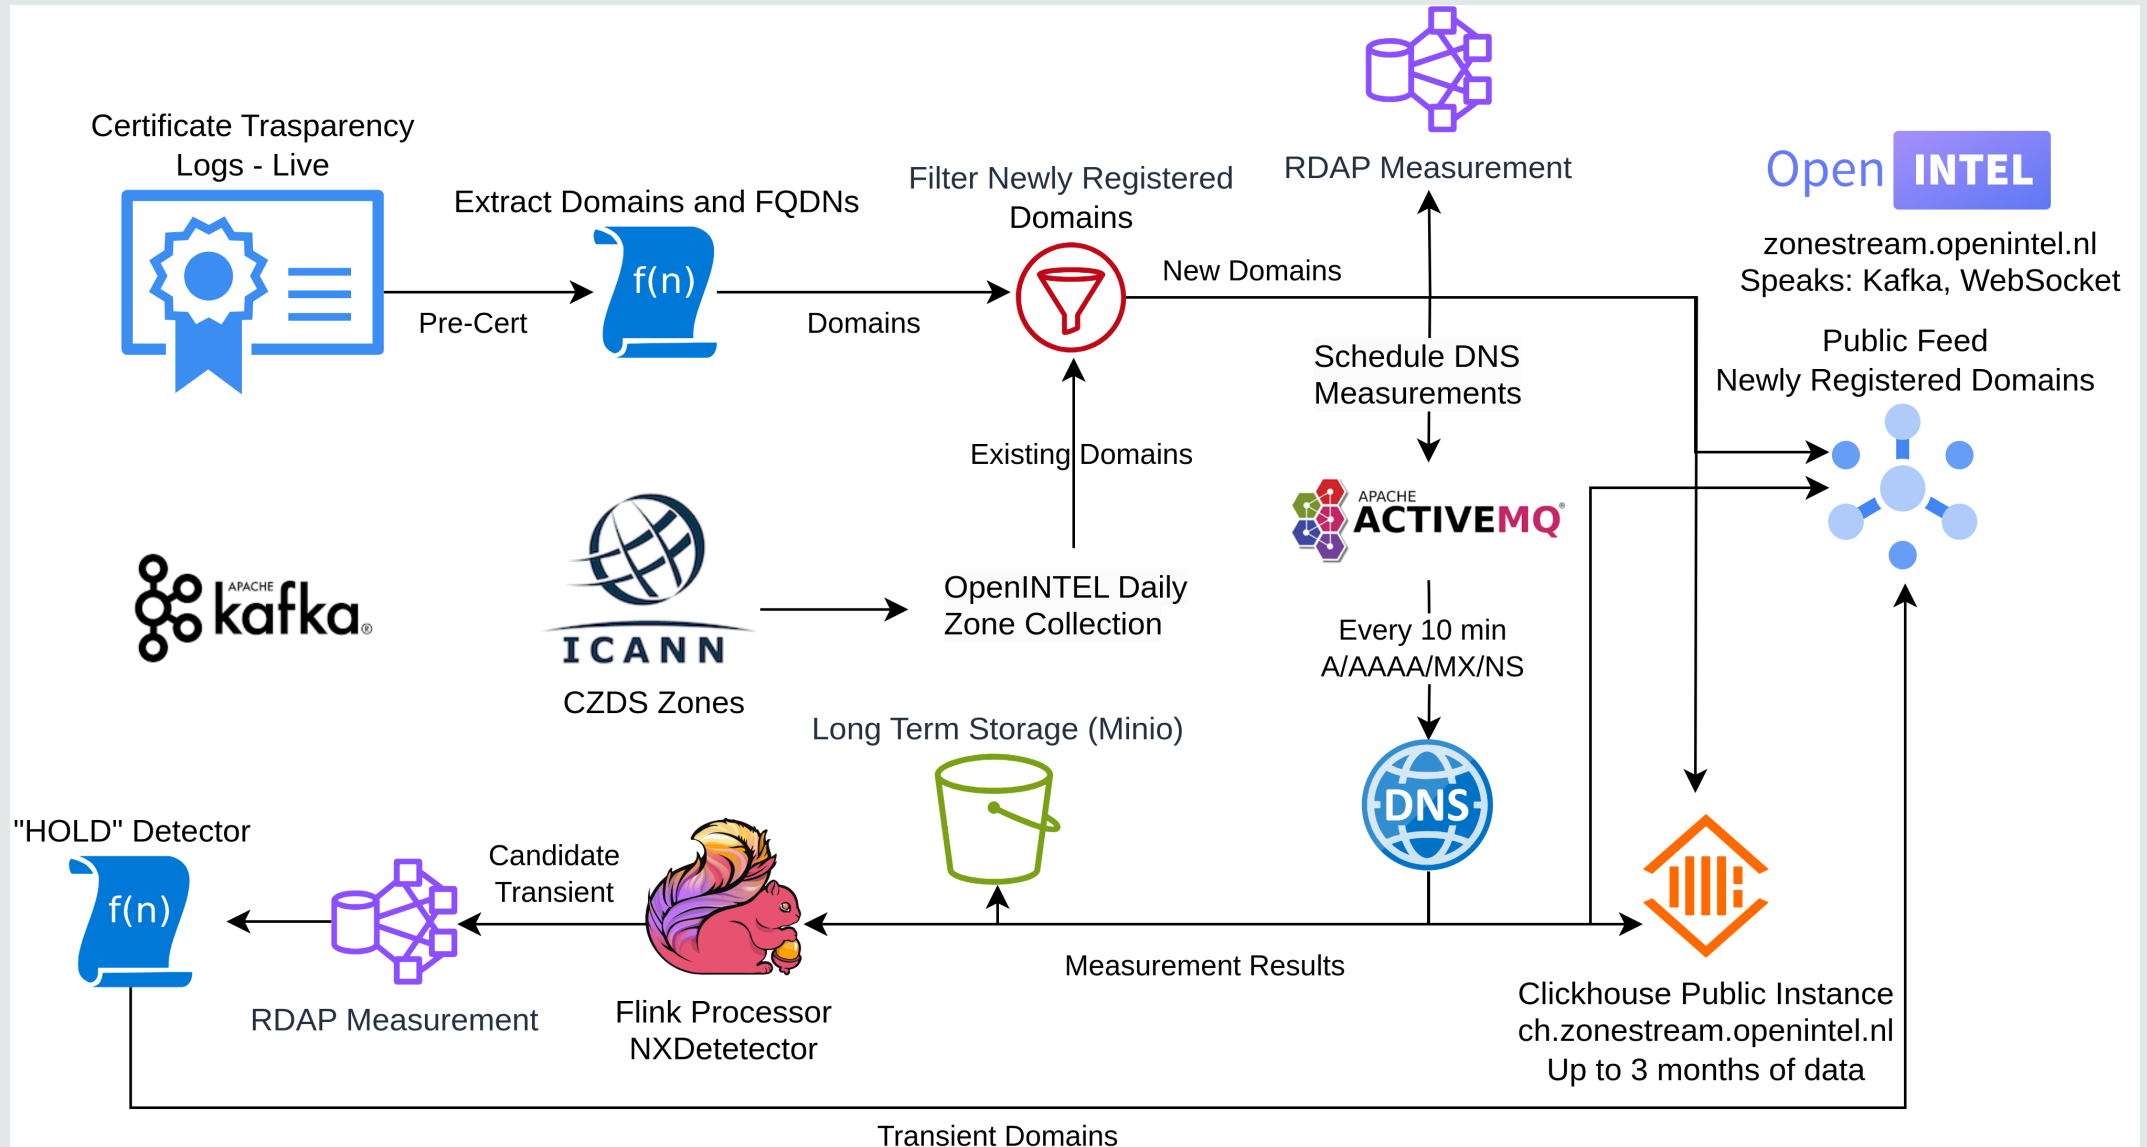 Certificate Trasparency
Logs - Live
Pre-Cert
Extract Domains and FQDNs
f(n)
Domains
Filter Newly Registered
Domains
New Domains
RDAP Measurement
Open INTEL
zonestream.openintel.nl
Speaks: Kafka, WebSocket
Public Feed
Newly Registered Domains
Schedule DNS
Measurements
Existing Domains
APACHE
ACTIVEMQ®
APACHE
kafka®
ICANN
CZDS Zones
OpenINTEL Daily
Zone Collection
Every 10 min
A/AAAA/MX/NS
DNS
Long Term Storage (Minio)
"HOLD" Detector
f(n)
RDAP Measurement
Candidate
Transient
Flink Processor
NXDetetector
Measurement Results
Clickhouse Public Instance
ch.zonestream.openintel.nl
Up to 3 months of data
Transient Domains